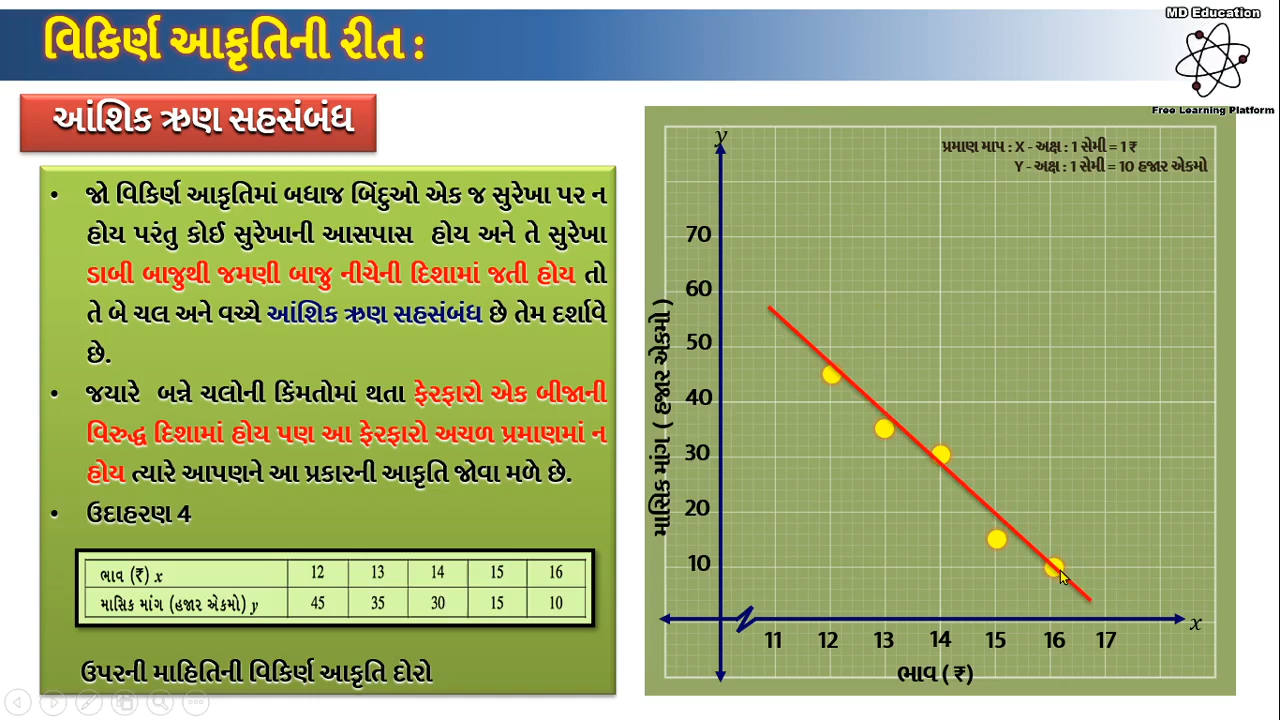 વિકિર્ણ આકૃતિની રીત :
MD Education
Free Learning Platform
આંશિક ઋણ સહસંબંધ
• જો વિકિર્ણ આકૃતિમાં બધાજ બિંદુઓ એક જ સુરેખા પર ન
હોય પરંતુ કોઈ સુરેખાની આસપાસ હોય અને તે સુરેખા
ડાબી બાજુથી જમણી બાજુ નીચેની દિશામાં જતી હોય તો
તે બે ચલ અને વચ્ચે આંશિક ઋણ સહસંબંધ છે તેમ દર્શાવે
છે.
• જયારે બન્ને ચલોની કિંમતોમાં થતા ફેરફારો એક બીજાની
વિરુદ્ધ દિશામાં હોય પણ આ ફેરફારો અચળ પ્રમાણમાં ન
હોય ત્યારે આપણને આ પ્રકારની આકૃતિ જોવા મળે છે.
• ઉદાહરણ 4
ભાવ (₹) x 12 13 14 15 16
માસિક માંગ (હજાર એકમો) y 45 35 30 15 10
ઉપરની માહિતિની વિકિર્ણ આકૃતિ દોરો
y
પ્રમાણ માપ : X - અક્ષ : 1 સેમી = 1 ₹
Y - અક્ષ : 1 સેમી = 10 હજાર એકમો
માસિક માંગ ( હજાર એકમો )
70
60
50
40
30
20
10
11 12 13 14 15 16 17
x
ભાવ ( ₹)